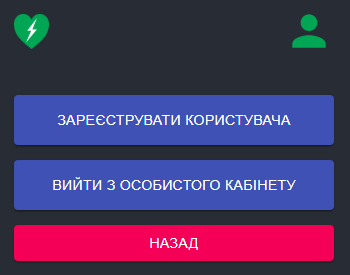 ЗАРЕЄСТРУВАТИ КОРИСТУВАЧА
ВИЙТИ З ОСОБИСТОГО КАБІНЕТУ
НАЗАД